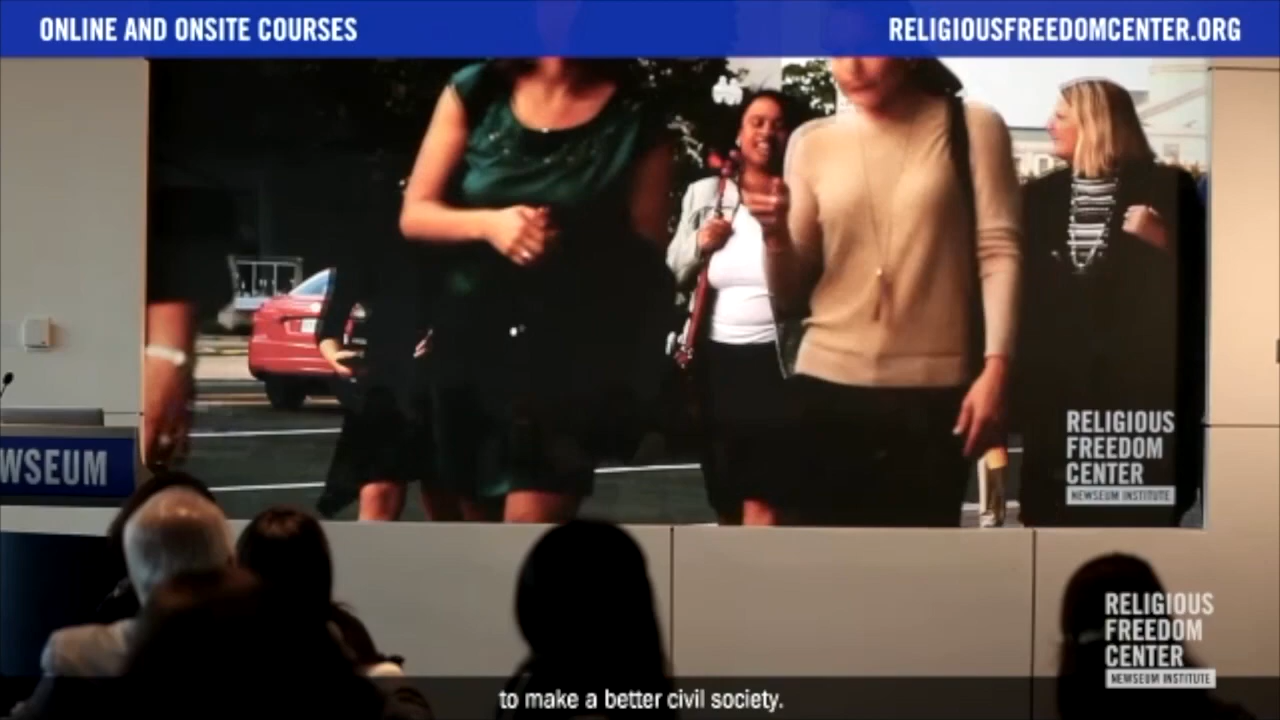 ONLINE AND ONSITE COURSES
RELIGIOUSFREEDOMCENTER.ORG
WSEUM
RELIGIOUS
FREEDOM
CENTER
NEWSEUM INSTITUTE
RELIGIOUS
FREEDOM
CENTER
NEWSEUM INSTITUTE
to make a better civil society.